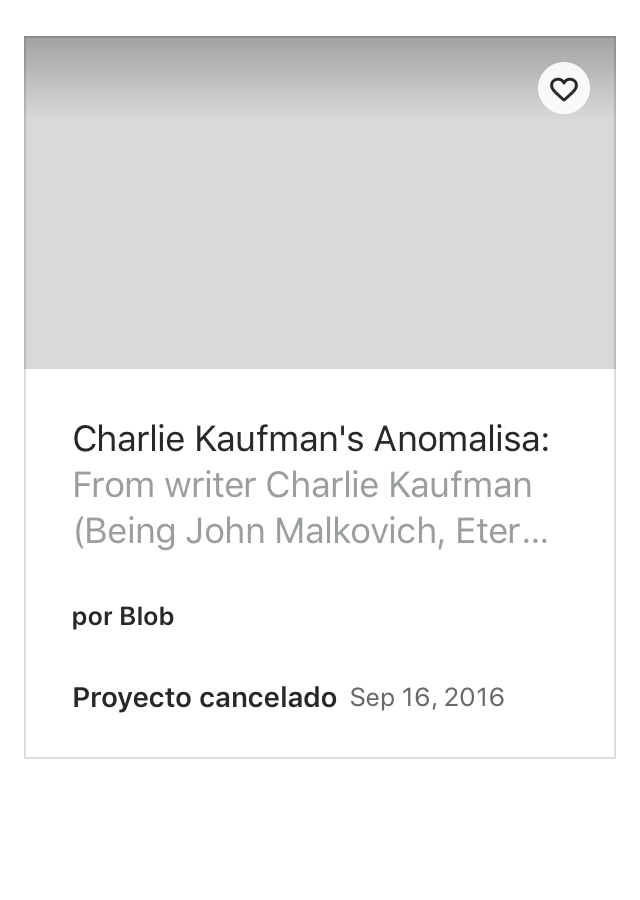 Charlie Kaufman's Anomalisa:
From writer Charlie Kaufman
(Being John Malkovich, Eter...
por Blob
Proyecto cancelado Sep 16, 2016